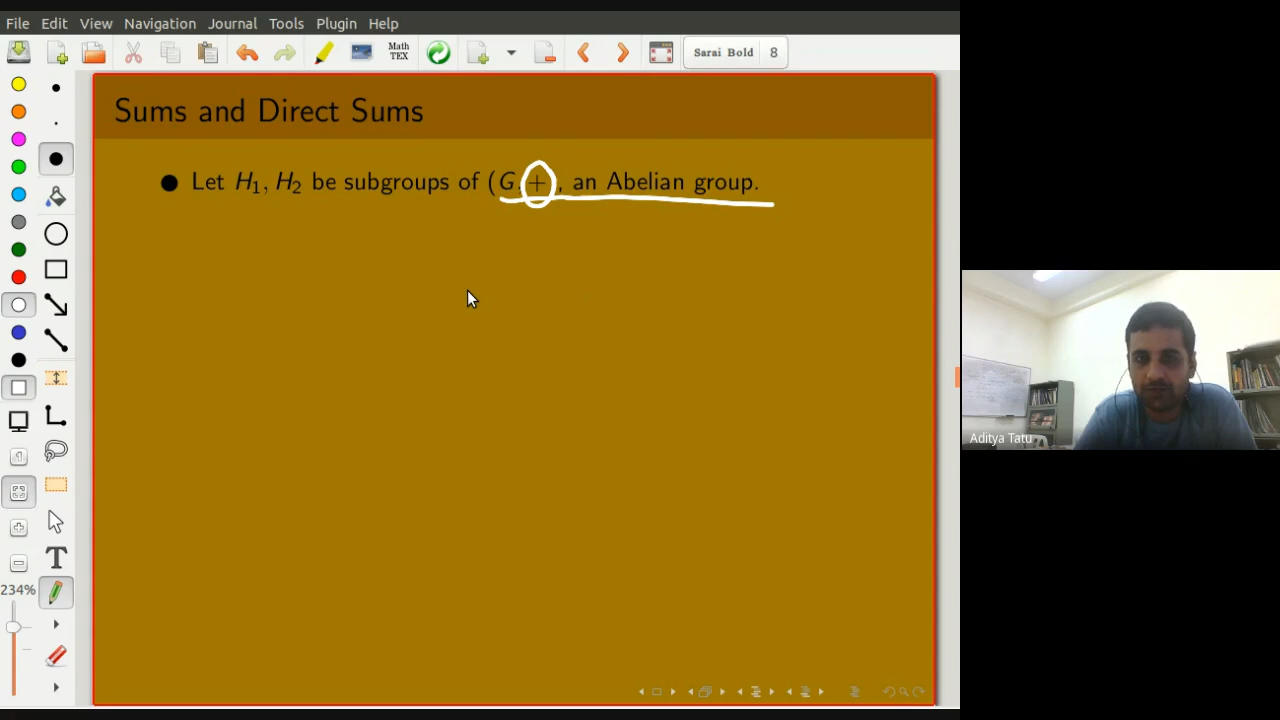 File Edit View Navigation Journal Tools Plugin Help
Math TEX
Sarai Bold 8
Sums and Direct Sums
Let H₁, H₂ be subgroups of (G, +), an Abelian group.
234%
T
Aditya Tatu